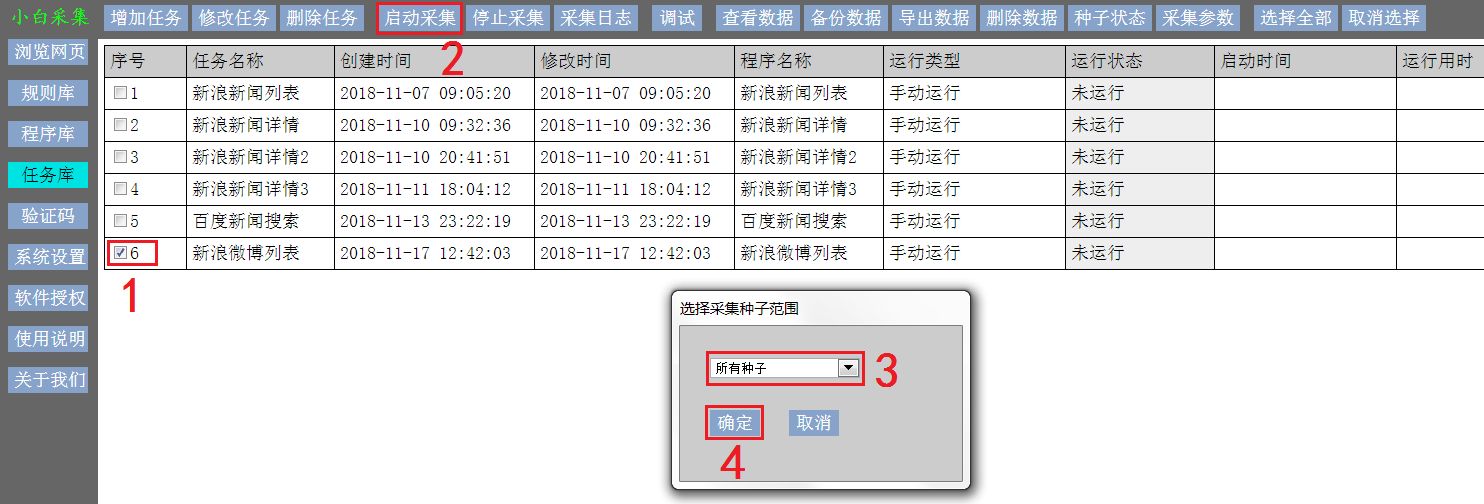 小白采集 增加任务 修改任务 删除任务 启动采集 停止采集 采集日志 调试 查看数据 备份数据 导出数据 删除数据 种子状态 采集参数 选择全部 取消选择
浏览网页
规则库
程序库
任务库
验证码
系统设置
软件授权
使用说明
关于我们
2
序号 任务名称 创建时间 修改时间 程序名称 运行类型 运行状态 启动时间 运行用时
1 新浪新闻列表 2018-11-07 09:05:20 2018-11-07 09:05:20 新浪新闻列表 手动运行 未运行
2 新浪新闻详情 2018-11-10 09:32:36 2018-11-10 09:32:36 新浪新闻详情 手动运行 未运行
3 新浪新闻详情2 2018-11-10 20:41:51 2018-11-10 20:41:51 新浪新闻详情2 手动运行 未运行
4 新浪新闻详情3 2018-11-11 18:04:12 2018-11-11 18:04:12 新浪新闻详情3 手动运行 未运行
5 百度新闻搜索 2018-11-13 23:22:19 2018-11-13 23:22:19 百度新闻搜索 手动运行 未运行
6 新浪微博列表 2018-11-17 12:42:03 2018-11-17 12:42:03 新浪微博列表 手动运行 未运行
1
选择采集种子范围
所有种子 3
确定 取消
4